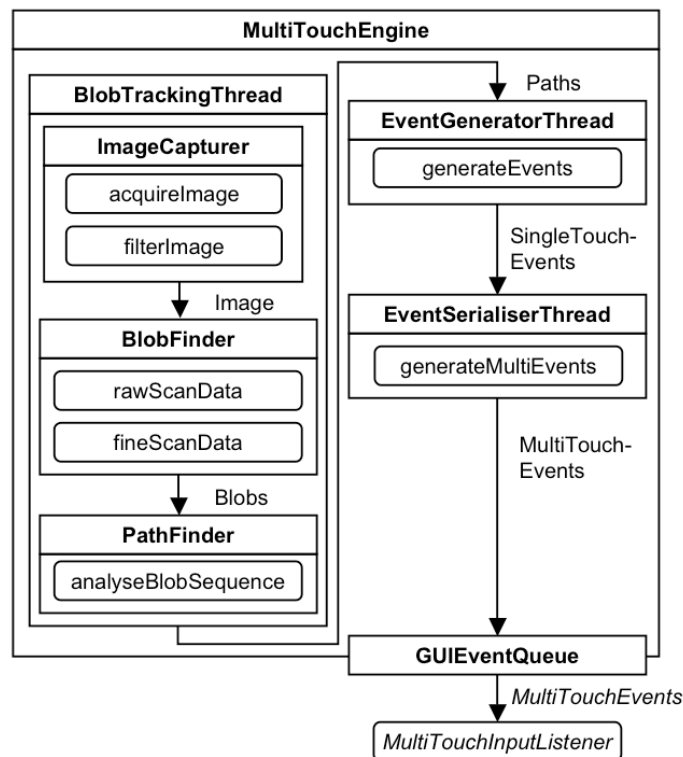 MultiTouchEngine
BlobTrackingThread
ImageCapturer
acquireImage
filterImage
Image
BlobFinder
rawScanData
fineScanData
Blobs
PathFinder
analyseBlobSequence
Paths
EventGeneratorThread
generateEvents
SingleTouch-
Events
EventSerialiserThread
generateMultiEvents
MultiTouch-
Events
GUIEventQueue
MultiTouchEvents
MultiTouchInputListener